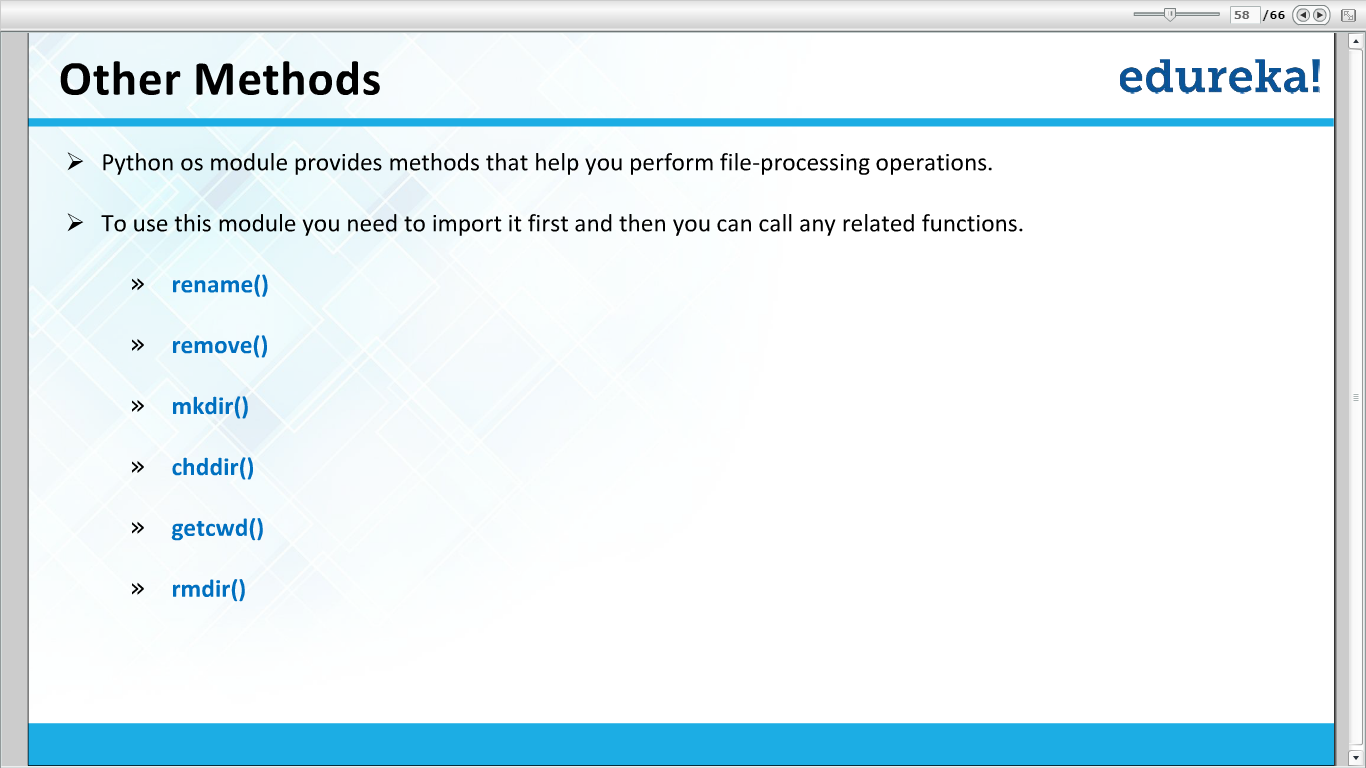 58 /66
Other Methods
edureka!
➢ Python os module provides methods that help you perform file-processing operations.
➢ To use this module you need to import it first and then you can call any related functions.
» rename()
» remove()
» mkdir()
» chddir()
» getcwd()
» rmdir()